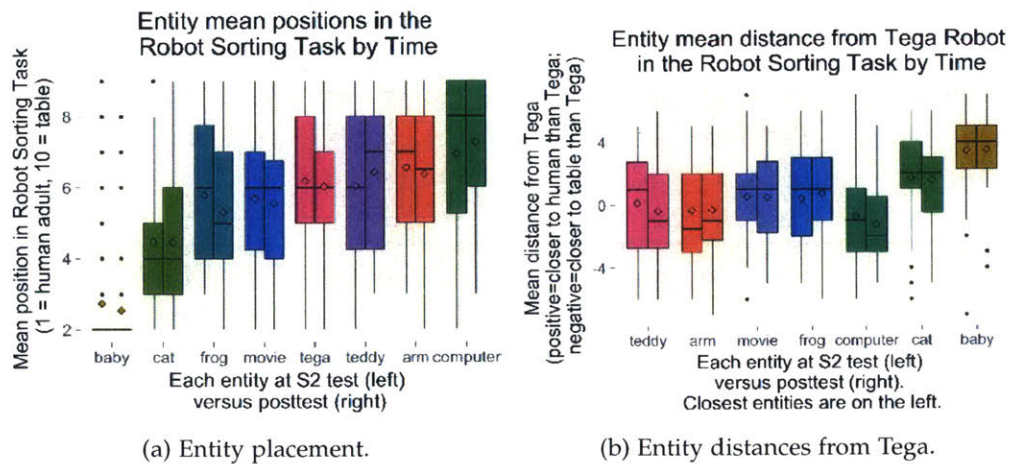 Entity mean positions in the
Robot Sorting Task by Time
Mean position in Robot Sorting Task
(1 = human adult, 10 = table)
8
6
4
2
baby cat frog movie tega teddy arm computer
Each entity at S2 test (left)
versus posttest (right)
(a) Entity placement.
Entity mean distance from Tega Robot
in the Robot Sorting Task by Time
Mean distance from Tega
(positive=closer to human than Tega;
negative=closer to table than Tega)
4
0
-4
teddy arm movie frog computer cat baby
Each entity at S2 test (left)
versus posttest (right).
Closest entities are on the left.
(b) Entity distances from Tega.